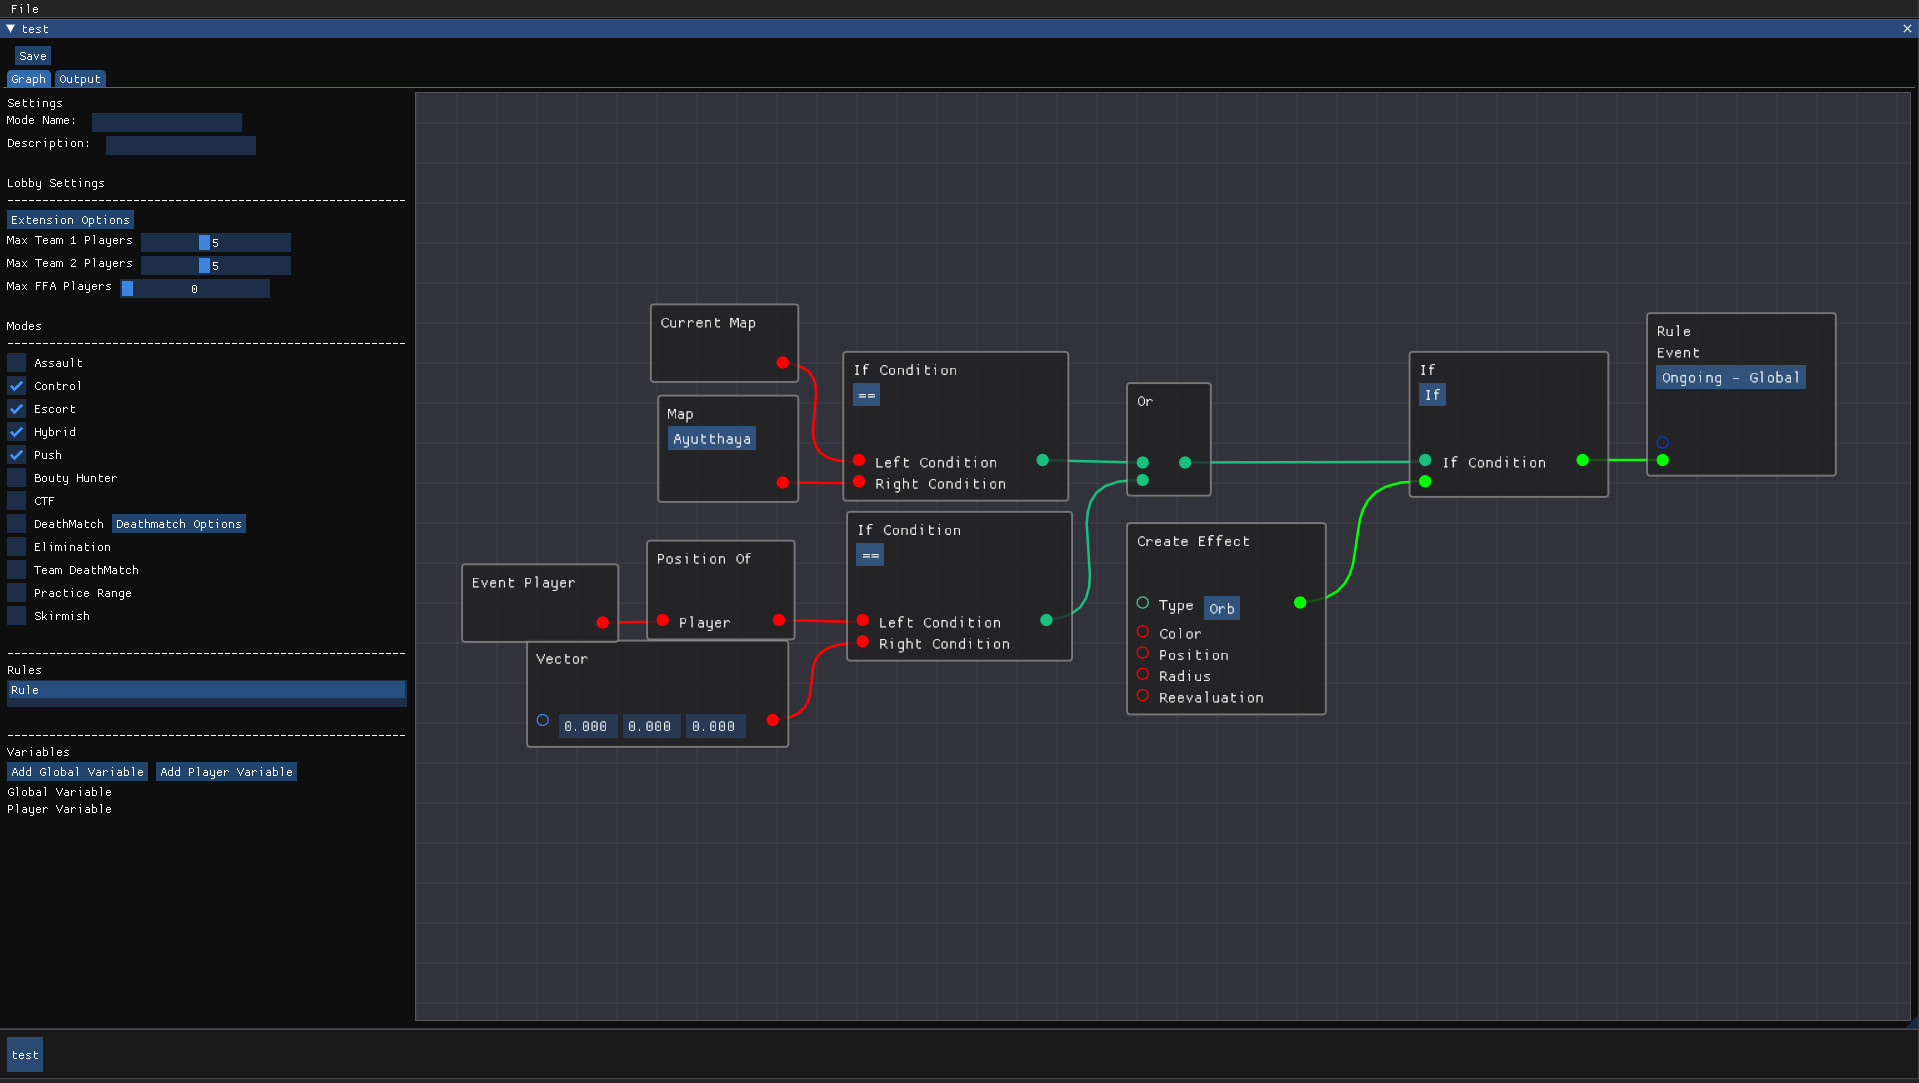 File
test
Save
Graph Output
Settings
Mode Name:
Description:
Lobby Settings
Extension Options
Max Team 1 Players 5
Max Team 2 Players 5
Max FFA Players 0
Modes
Assault
Control
Escort
Hybrid
Push
Bouty Hunter
CTF
DeathMatch Deathmatch Options
Elimination
Team DeathMatch
Practice Range
Skirmish
Rules
Rule
Variables
Add Global Variable Add Player Variable
Global Variable
Player Variable
Current Map
Map
Ayutthaya
If Condition
==
Left Condition
Right Condition
Event Player
Position Of
Player
Vector
0.000 0.000 0.000
If Condition
==
Left Condition
Right Condition
Or
Create Effect
Type Orb
Color
Position
Radius
Reevaluation
If
If
If Condition
Rule
Event
Ongoing - Global
test